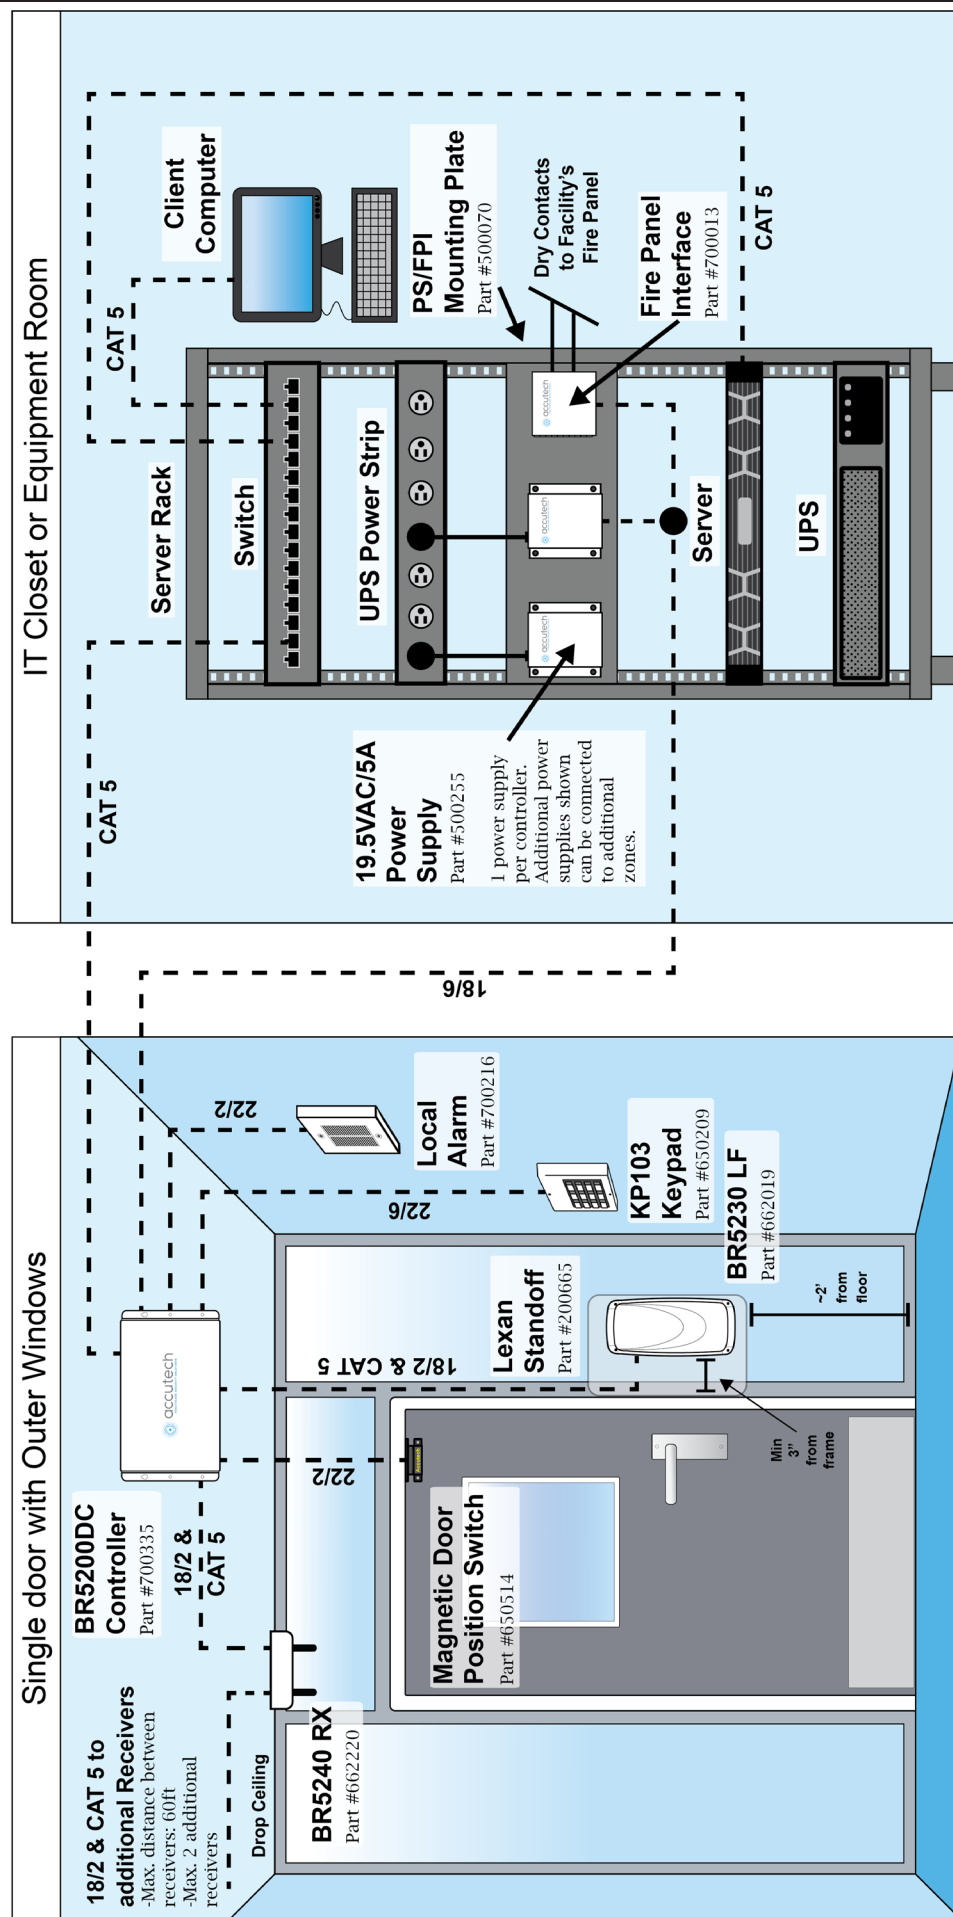 Single door with Outer Windows
18/2 & CAT 5 to
additional Receivers
-Max. distance between
receivers: 60ft
-Max. 2 additional
receivers
Drop Ceiling
BR5240 RX
Part #662220
BR5200DC
Controller
Part #700335
18/2 &
CAT 5
accutech
22/2
18/2 & CAT 5
22/6
22/2
Accutech
Magnetic Door
Position Switch
Part #650514
Lexan
Standoff
Part #200665
Local
Alarm
Part #700216
KP103
Keypad
Part #650209
BR5230 LF
Part #662019
Min
3"
from
frame
~2'
from
floor
18/6
IT Closet or Equipment Room
CAT 5
Server Rack
Switch
CAT 5
Client
Computer
UPS Power Strip
19.5VAC/5A
Power
Supply
Part #500255
1 power supply
per controller.
Additional power
supplies shown
can be connected
to additional
zones.
accutech
accutech
accutech
PS/FPI
Mounting Plate
Part #500070
Dry Contacts
to Facility's
Fire Panel
Fire Panel
Interface
Part #700013
Server
CAT 5
UPS